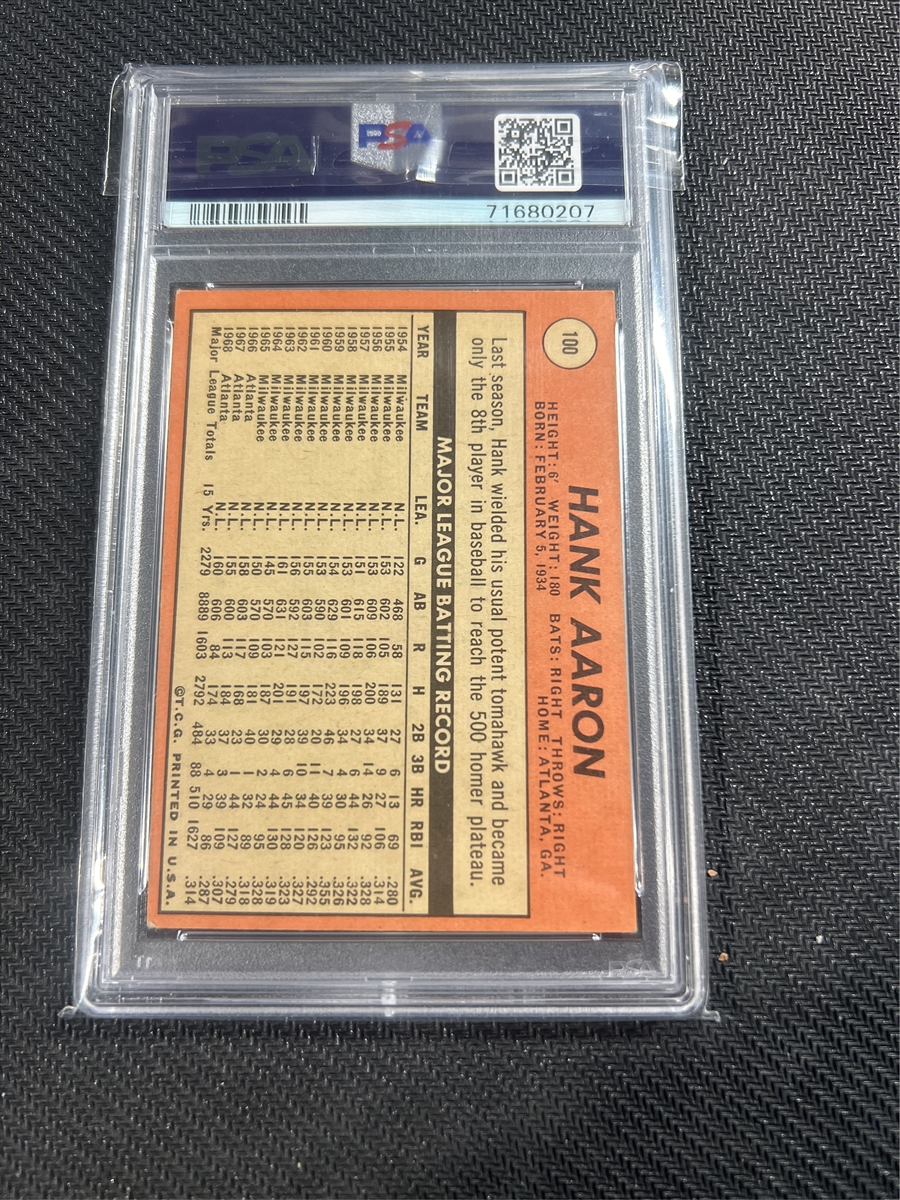 PSA
PSA
71680207
100
HANK AARON
HEIGHT: 6' WEIGHT: 180 BATS: RIGHT THROWS: RIGHT
BORN: FEBRUARY 5, 1934 HOME: ATLANTA, GA.
Last season, Hank wielded his usual potent tomahawk and became
only the 8th player in baseball to reach the 500 homer plateau.
MAJOR LEAGUE BATTING RECORD
YEAR TEAM LEA. G AB R H 2B 3B HR RBI AVG.
1954 Milwaukee N.L. 122 468 58 131 27 6 13 69 .280
1955 Milwaukee N.L. 153 602 105 189 37 9 27 106 .314
1956 Milwaukee N.L. 153 609 106 200 34 14 26 92 .328
1957 Milwaukee N.L. 151 615 118 198 27 6 44 132 .322
1958 Milwaukee N.L. 153 601 109 196 34 4 30 95 .326
1959 Milwaukee N.L. 154 629 116 223 46 7 39 123 .355
1960 Milwaukee N.L. 153 590 102 172 20 11 40 126 .292
1961 Milwaukee N.L. 155 603 115 197 39 10 34 120 .327
1962 Milwaukee N.L. 156 592 127 191 28 6 45 128 .323
1963 Milwaukee N.L. 161 631 121 201 29 4 44 130 .319
1964 Milwaukee N.L. 145 570 103 187 30 2 24 95 .328
1965 Milwaukee N.L. 150 570 109 181 40 1 32 89 .318
1966 Atlanta N.L. 158 603 117 168 23 1 44 127 .279
1967 Atlanta N.L. 155 600 113 184 37 3 39 109 .307
1968 Atlanta N.L. 160 606 84 174 33 4 29 86 .287
Major League Totals 15 Yrs. 2279 8889 1603 2792 484 88 510 1627 .314
©T.C.G. PRINTED IN U.S.A.
PSA